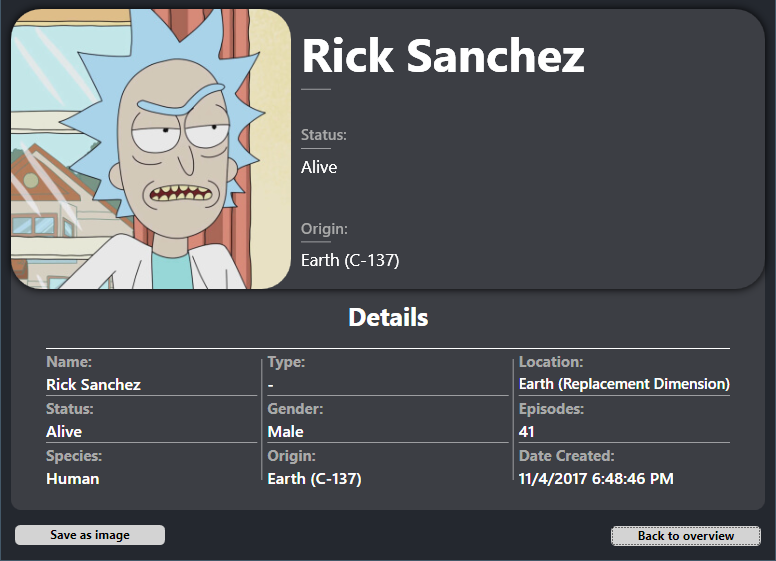 Rick Sanchez
Status:
Alive
Origin:
Earth (C-137)
Details
Name:
Rick Sanchez
Status:
Alive
Species:
Human
Type:
-
Gender:
Male
Origin:
Earth (C-137)
Location:
Earth (Replacement Dimension)
Episodes:
41
Date Created:
11/4/2017 6:48:46 PM
Save as image
Back to overview